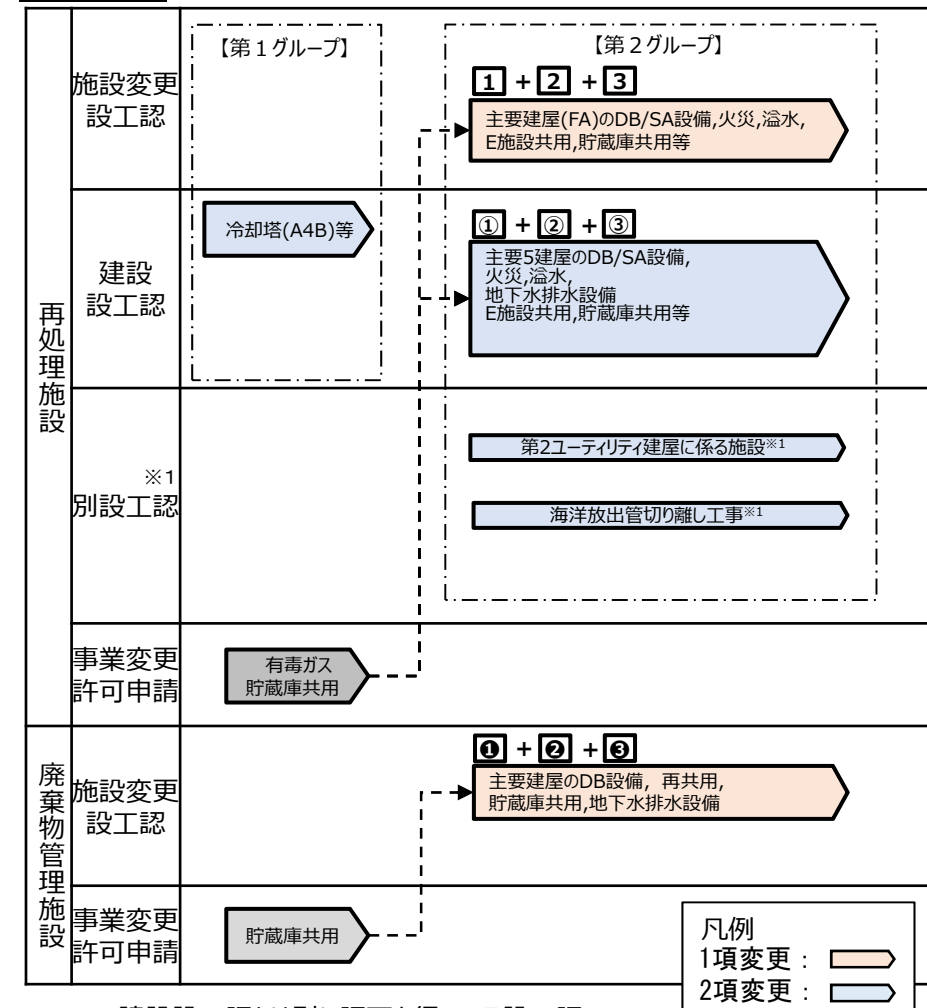 【第1グループ】
【第2グループ】
再処理施設
施設変更
設工認
1 + 2 + 3
主要建屋(FA)のDB/SA設備,火災,溢水,
E施設共用,貯蔵庫共用等
建設
設工認
冷却塔(A4B)等
① + ② + ③
主要5建屋のDB/SA設備,
火災,溢水,
地下水排水設備
E施設共用,貯蔵庫共用等
※1
別設工認
第2ユーティリティ建屋に係る施設※1
海洋放出管切り離し工事※1
事業変更
許可申請
有毒ガス
貯蔵庫共用
廃棄物管理施設
施設変更
設工認
❶ + ❷ + ❸
主要建屋のDB設備，再共用,
貯蔵庫共用,地下水排水設備
事業変更
許可申請
貯蔵庫共用
凡例
1項変更：
2項変更：